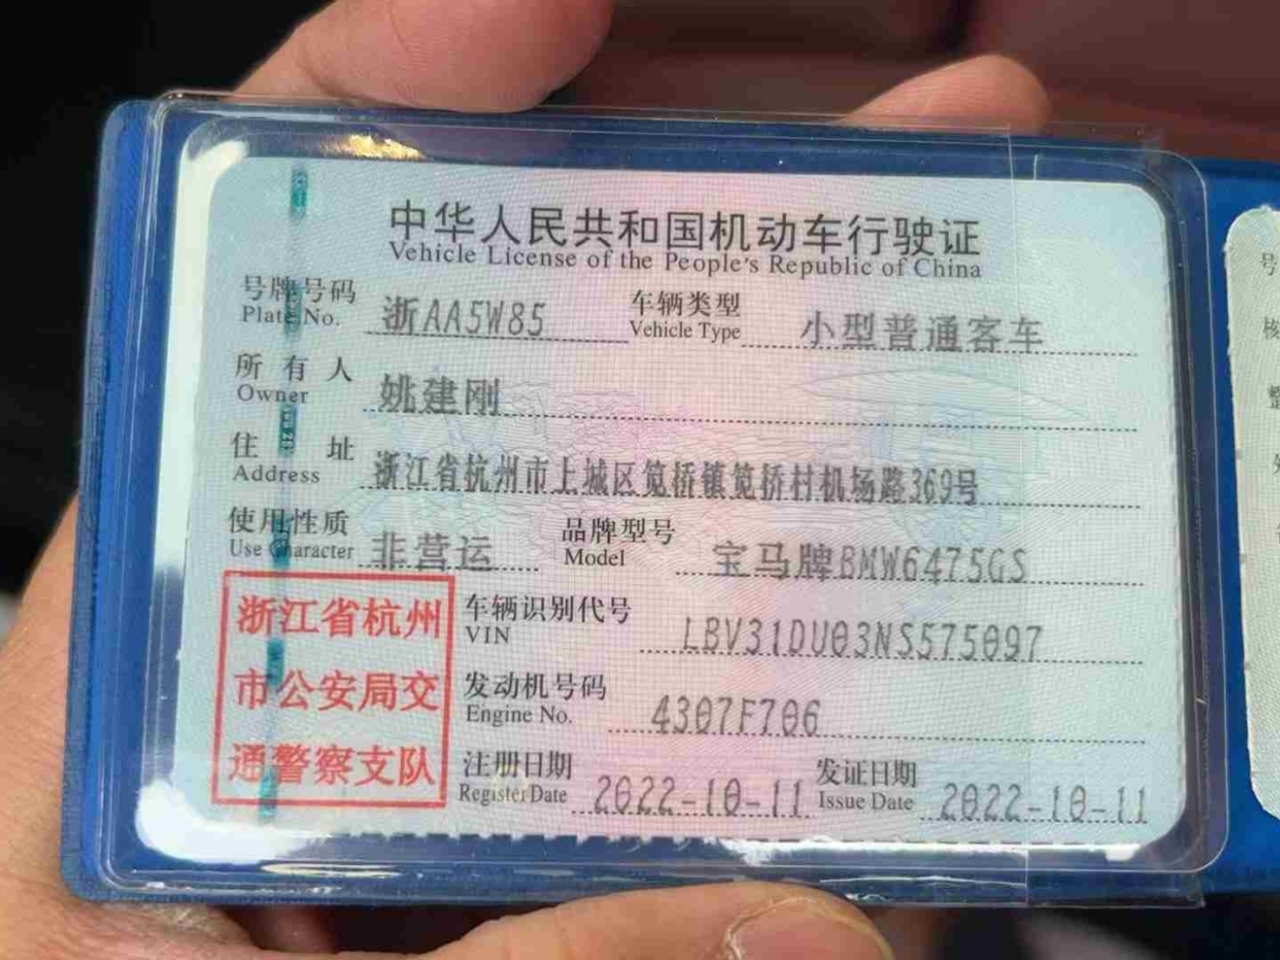 中华人民共和国机动车行驶证
Vehicle License of the People's Republic of China
号牌号码 浙AA5W85 车辆类型 小型普通客车
Plate No. Vehicle Type
所有人 姚建刚
Owner
住址 浙江省杭州市上城区笕桥镇笕桥村机场路369号
Address
使用性质 非营运 品牌型号 宝马牌BMW6475GS
Use Character Model
浙江省杭州
市公安局交
通警察支队
车辆识别代号 LBV31DU03NS575097
VIN
发动机号码 4307F706
Engine No.
注册日期 2022-10-11 发证日期 2022-10-11
Register Date Issue Date
号